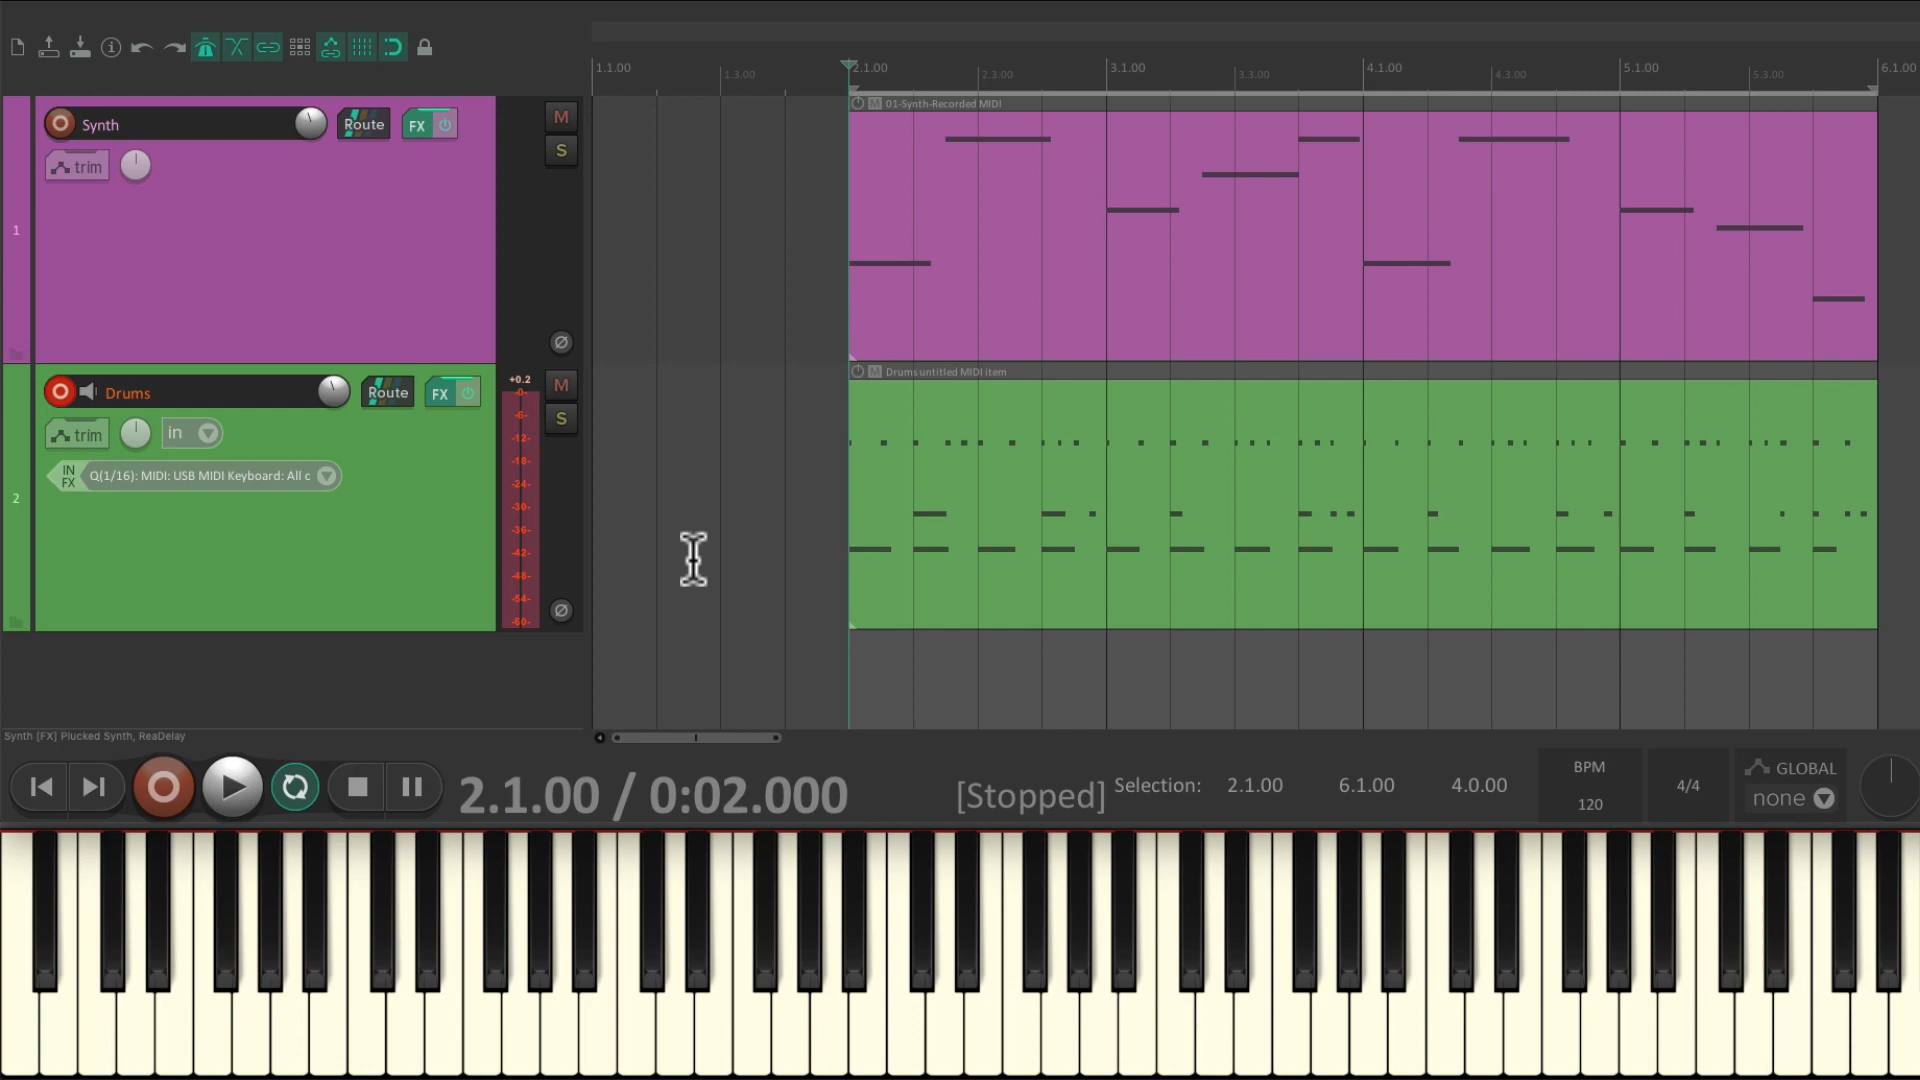 1.1.00 2.1.00 3.1.00 4.1.00 5.1.00 6.1.00
1.3.00 2.3.00 3.3.00 4.3.00 5.3.00
Synth Route FX M
trim S
1
01-Synth-Recorded MIDI
M
Drums Route FX +0.2 M
trim in S
IN FX Q(1/16): MIDI: USB MIDI Keyboard: All c
2
-0-
-6-
-12-
-18-
-24-
-30-
-36-
-42-
-48-
-54-
-60-
M Drums untitled MIDI item
Synth [FX] Plucked Synth, ReaDelay
2.1.00 / 0:02.000 [Stopped] Selection: 2.1.00 6.1.00 4.0.00
BPM
120
4/4
GLOBAL
none